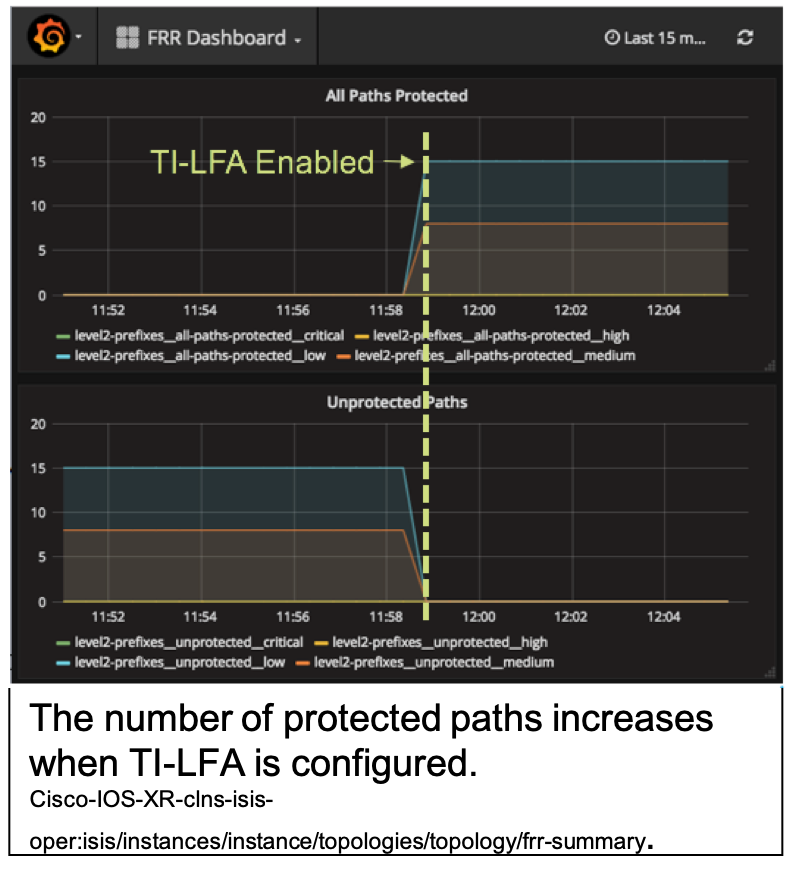 FRR Dashboard
Last 15 m...
All Paths Protected
20
15
10
5
0
TI-LFA Enabled
11:52 11:54 11:56 11:58 12:00 12:02 12:04
level2-prefixes__all-paths-protected__critical level2-prefixes__all-paths-protected__high
level2-prefixes__all-paths-protected__low level2-prefixes__all-paths-protected__medium
Unprotected Paths
20
15
10
5
0
11:52 11:54 11:56 11:58 12:00 12:02 12:04
level2-prefixes__unprotected__critical level2-prefixes__unprotected__high
level2-prefixes__unprotected__low level2-prefixes__unprotected__medium
The number of protected paths increases
when TI-LFA is configured.
Cisco-IOS-XR-clns-isis-
oper:isis/instances/instance/topologies/topology/frr-summary.